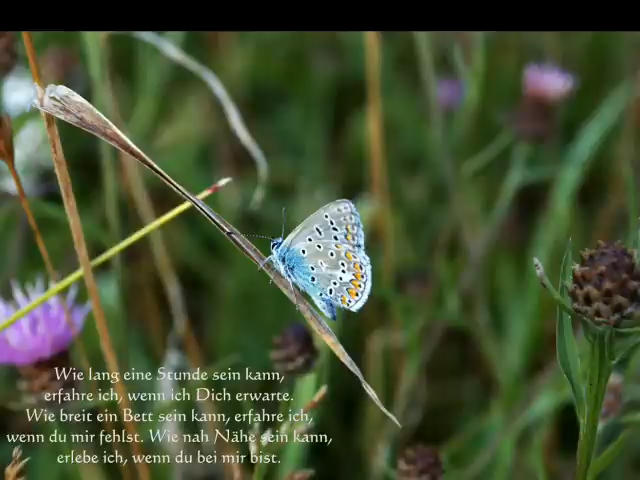 Wie lang eine Stunde sein kann,
erfahre ich, wenn ich Dich erwarte.
Wie breit ein Bett sein kann, erfahre ich,
wenn du mir fehlst. Wie nah Nähe sein kann,
erlebe ich, wenn du bei mir bist.